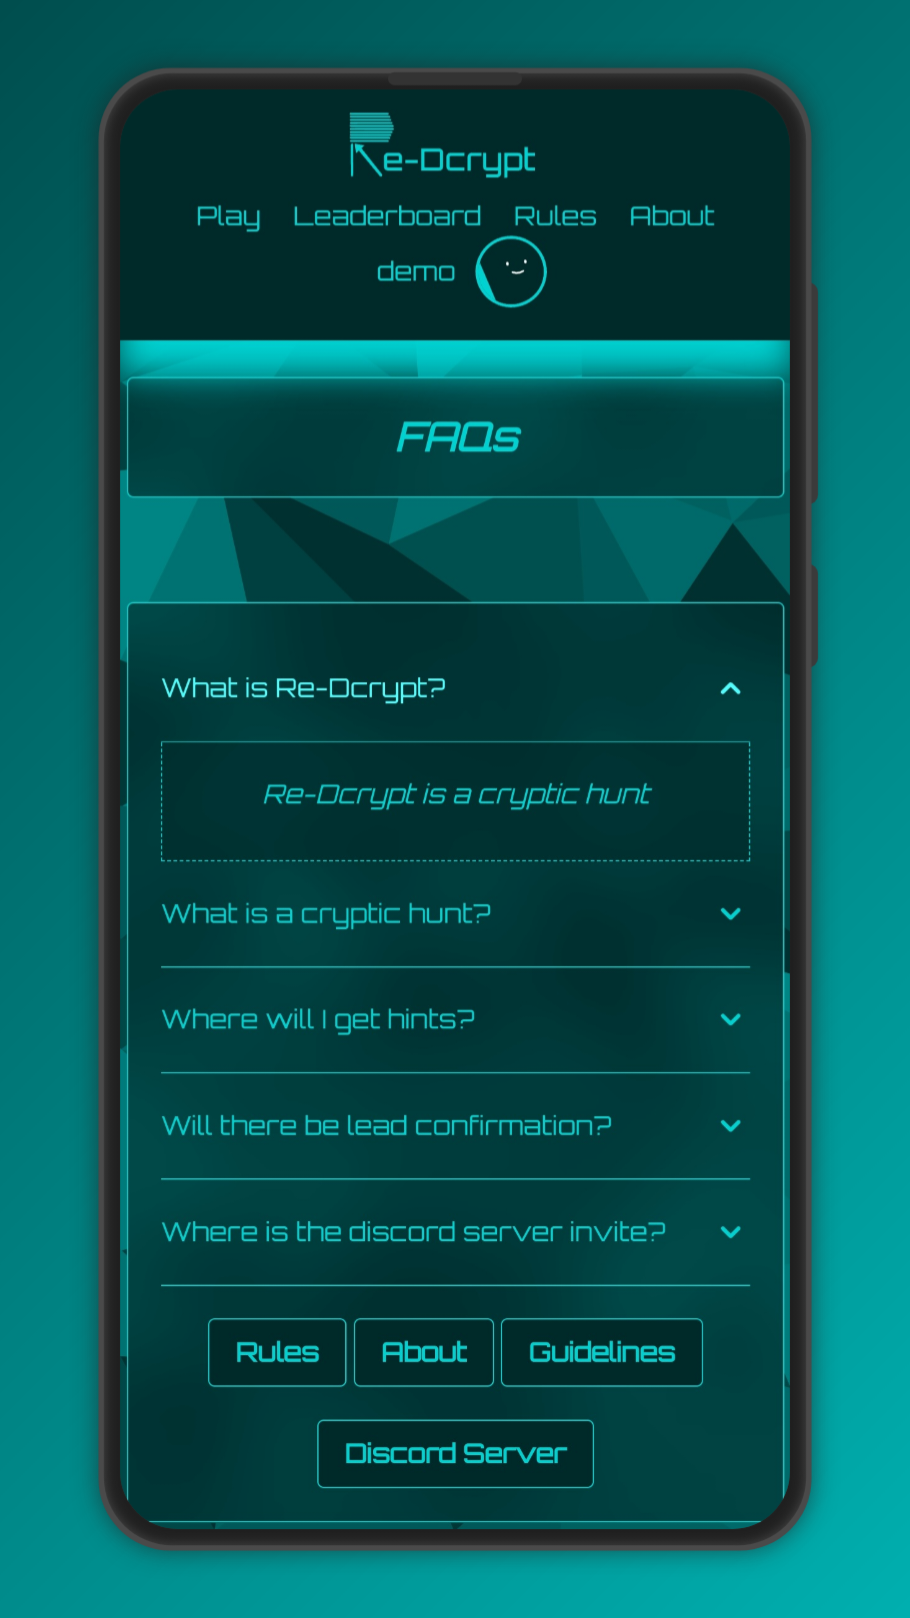 Re-Dcrypt
Play Leaderboard Rules About
demo
FAQs
What is Re-Dcrypt?
Re-Dcrypt is a cryptic hunt
What is a cryptic hunt?
Where will I get hints?
Will there be lead confirmation?
Where is the discord server invite?
Rules About Guidelines
Discord Server